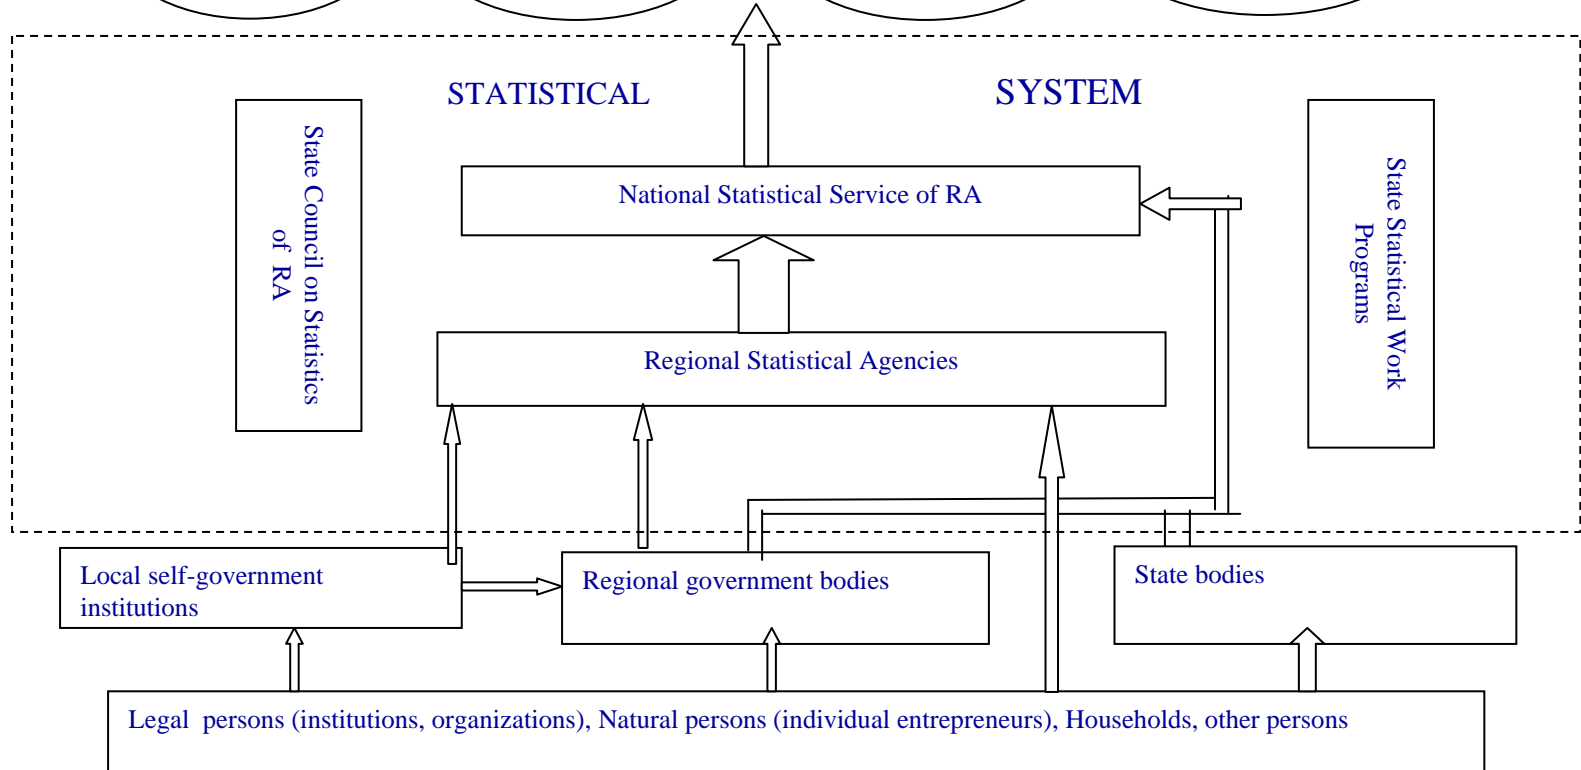 STATISTICAL SYSTEM
State Council on Statistics
of RA
National Statistical Service of RA
State Statistical Work
Programs
Regional Statistical Agencies
Local self-government
institutions
Regional government bodies
State bodies
Legal persons (institutions, organizations), Natural persons (individual entrepreneurs), Households, other persons